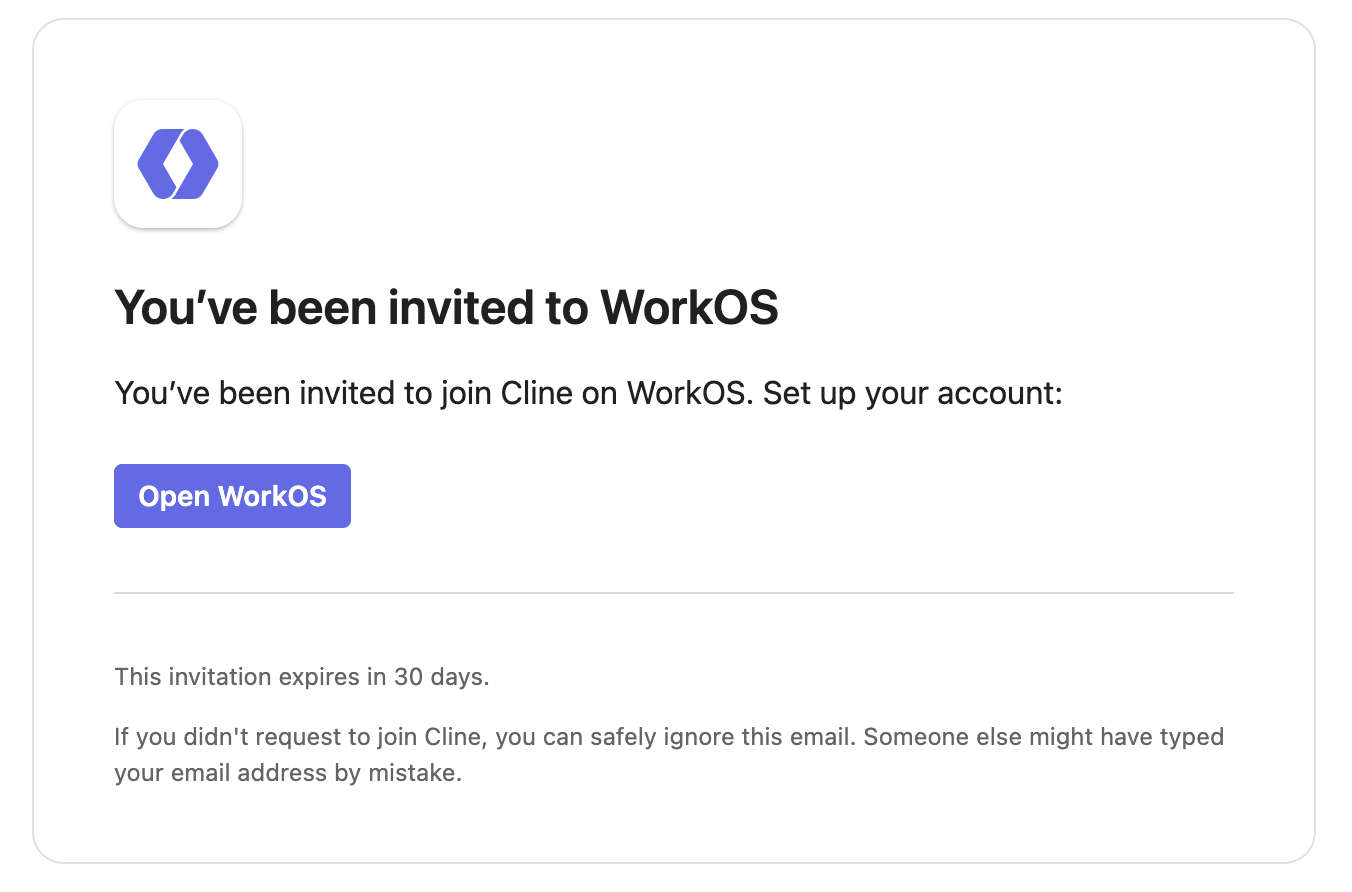 You’ve been invited to WorkOS
You’ve been invited to join Cline on WorkOS. Set up your account:
Open WorkOS
This invitation expires in 30 days.
If you didn't request to join Cline, you can safely ignore this email. Someone else might have typed
your email address by mistake.